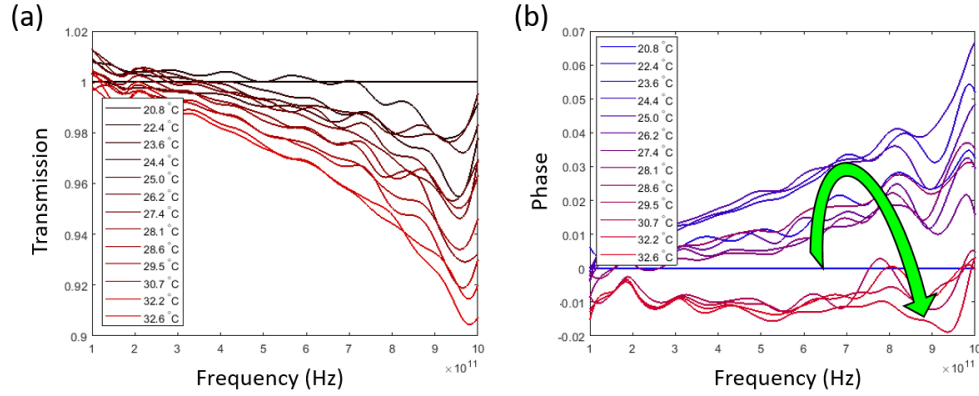 (a)
1.02
1
0.98
0.96
0.94
0.92
0.9
Transmission
20.8 °C
22.4 °C
23.6 °C
24.4 °C
25.0 °C
26.2 °C
27.4 °C
28.1 °C
28.6 °C
29.5 °C
30.7 °C
32.2 °C
32.6 °C
1 2 3 4 5 6 7 8 9 10
Frequency (Hz)
× 10¹¹
(b)
0.07
0.06
0.05
0.04
0.03
0.02
0.01
0
-0.01
-0.02
Phase
20.8 °C
22.4 °C
23.6 °C
24.4 °C
25.0 °C
26.2 °C
27.4 °C
28.1 °C
28.6 °C
29.5 °C
30.7 °C
32.2 °C
32.6 °C
1 2 3 4 5 6 7 8 9 10
Frequency (Hz)
× 10¹¹